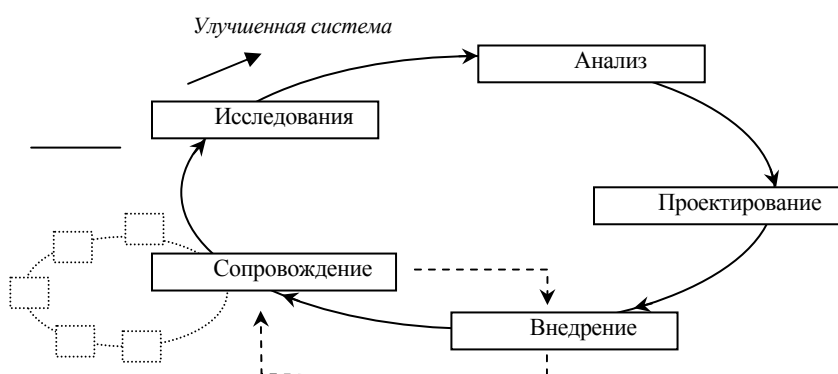 Улучшенная система
Анализ
Исследования
Проектирование
Сопровождение
Внедрение